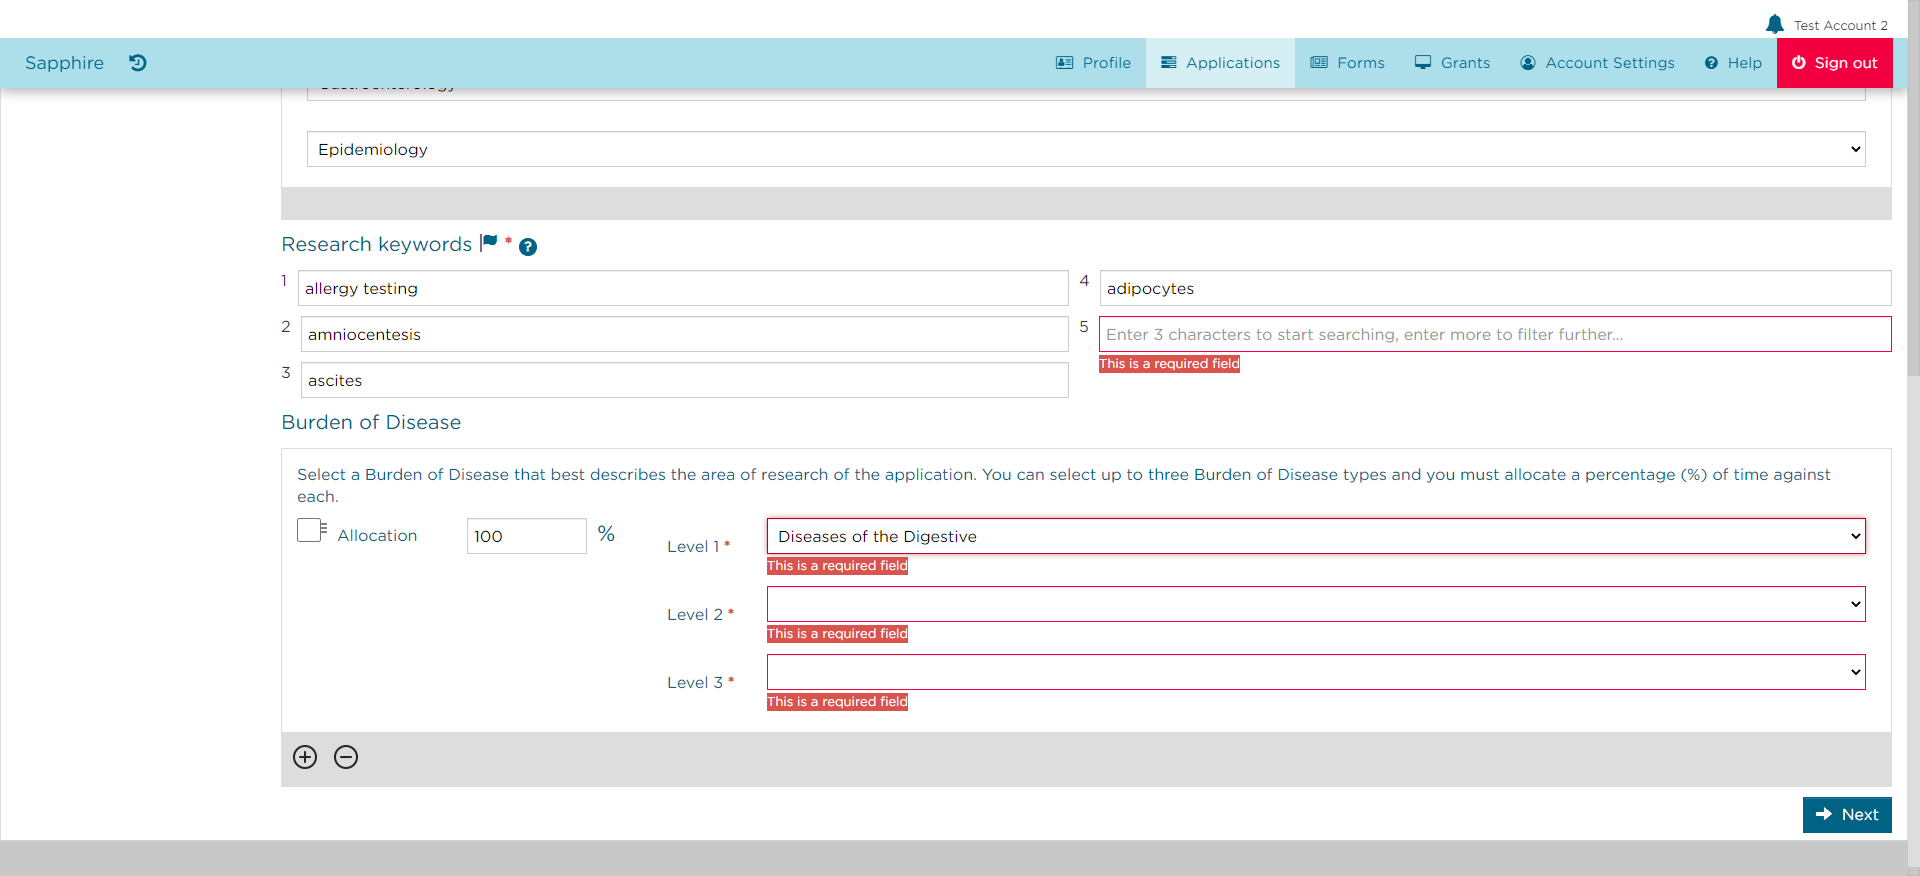 Test Account 2
Sapphire
Profile
Applications
Forms
Grants
Account Settings
Help
Sign out
Epidemiology
Research keywords *
1 allergy testing
2 amniocentesis
3 ascites
4 adipocytes
5 Enter 3 characters to start searching, enter more to filter further...
This is a required field
Burden of Disease
Select a Burden of Disease that best describes the area of research of the application. You can select up to three Burden of Disease types and you must allocate a percentage (%) of time against
each.
Allocation 100 %
Level 1 * Diseases of the Digestive
This is a required field
Level 2 *
This is a required field
Level 3 *
This is a required field
Next